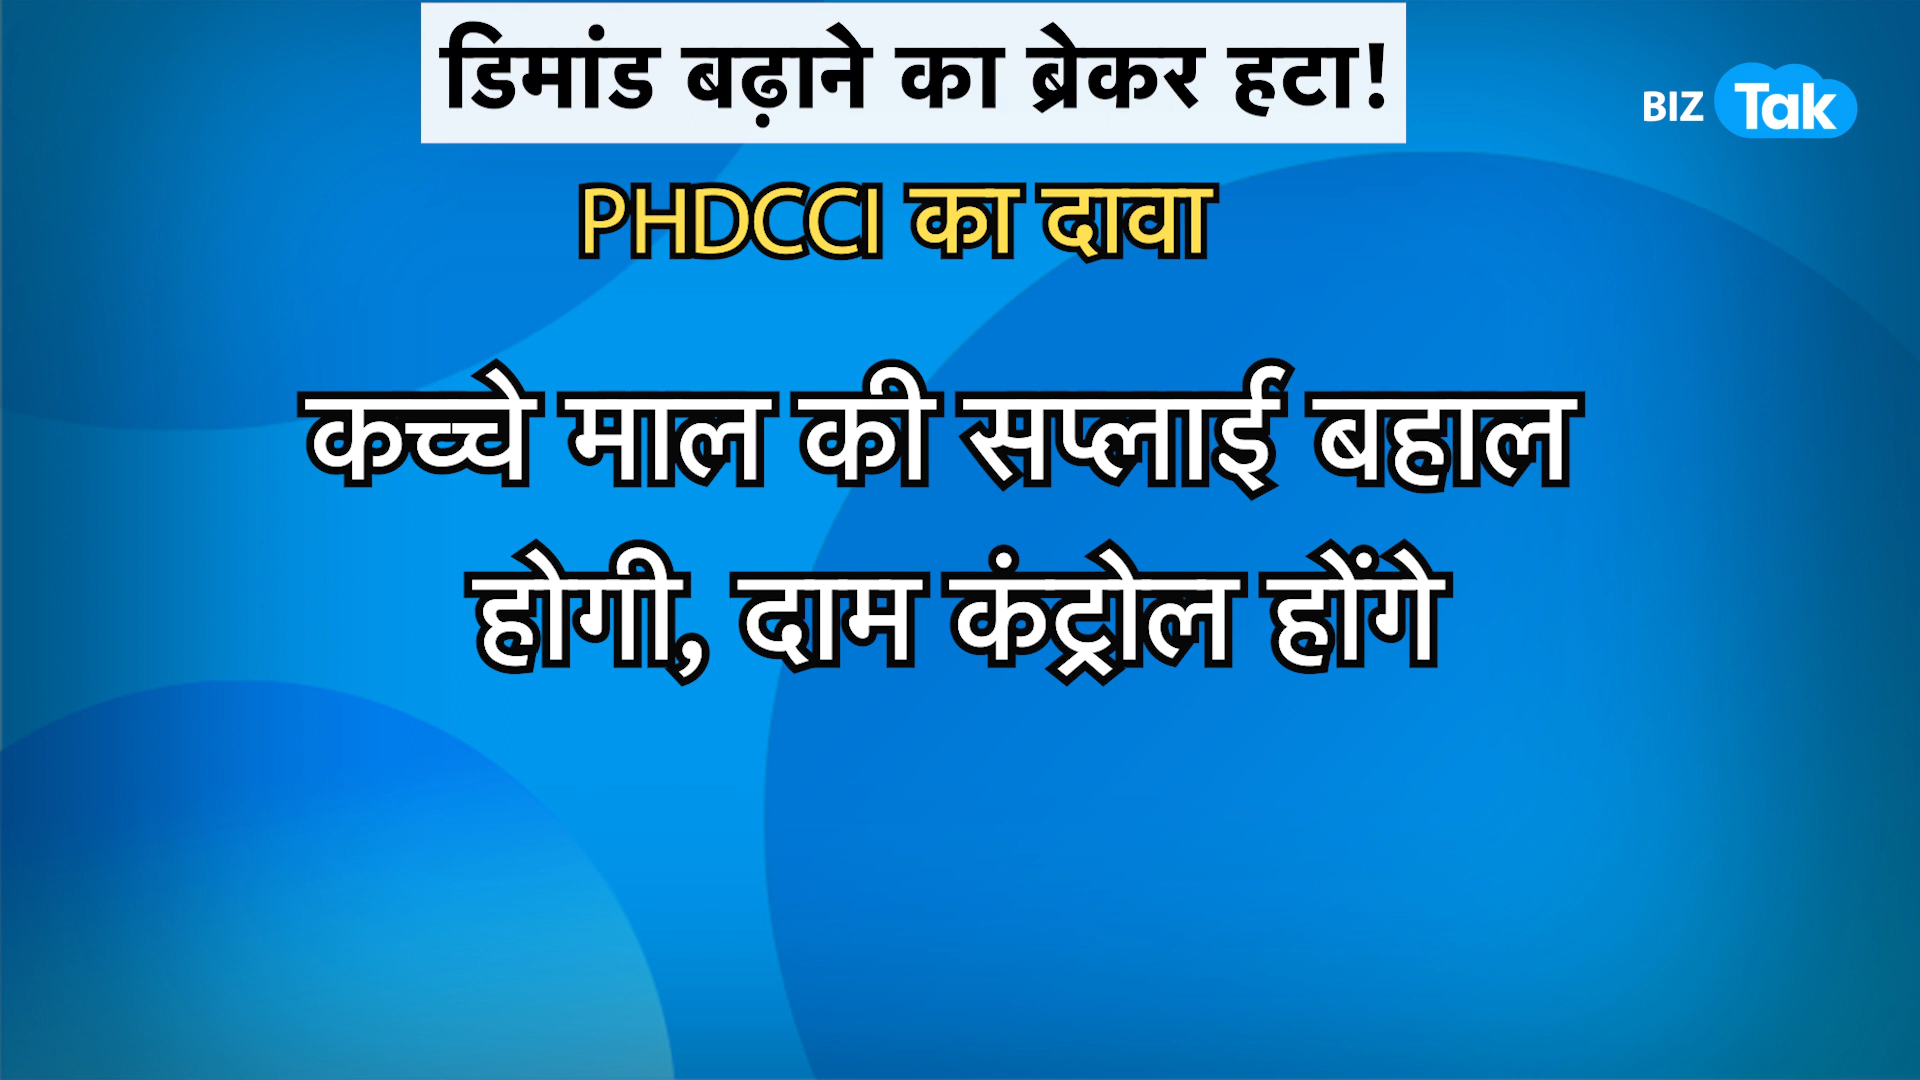 डिमांड बढ़ाने का ब्रेकर हटा!
BIZ Tak
PHDCCI का दावा
कच्चे माल की सप्लाई बहाल
होगी, दाम कंट्रोल होंगे